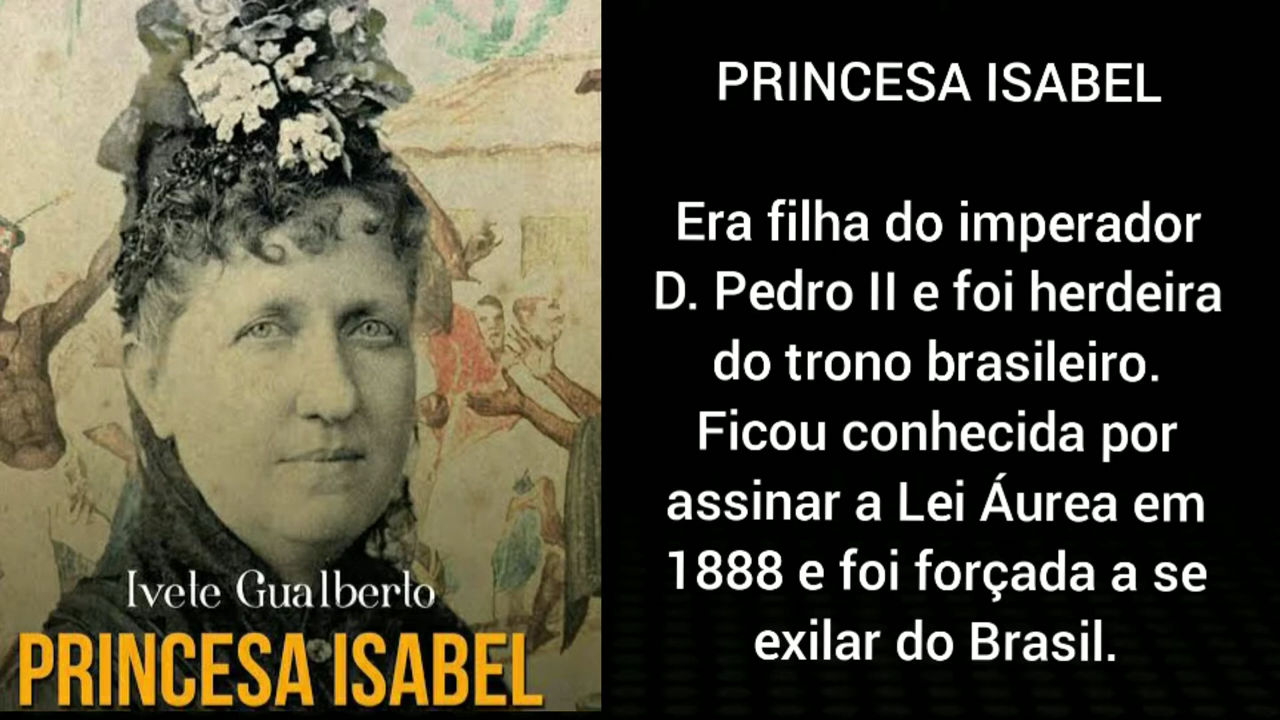 Ivete Gualberto
PRINCESA ISABEL
PRINCESA ISABEL
Era filha do imperador
D. Pedro II e foi herdeira
do trono brasileiro.
Ficou conhecida por
assinar a Lei Áurea em
1888 e foi forçada a se
exilar do Brasil.